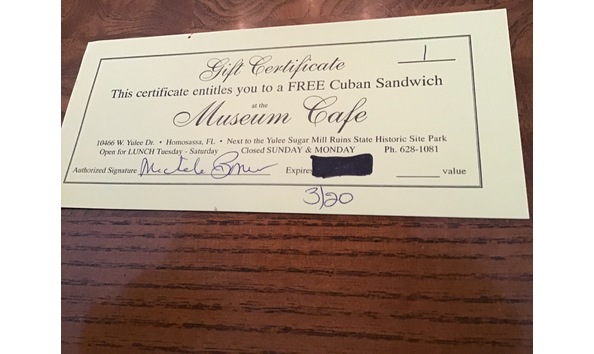 Gift Certificate 1
This certificate entitles you to a FREE Cuban Sandwich
at the
Museum Cafe
10466 W. Yulee Dr. • Homosassa, FL • Next to the Yulee Sugar Mill Ruins State Historic Site Park
Open for LUNCH Tuesday - Saturday Closed SUNDAY & MONDAY Ph. 628-1081
Authorized Signature Expires value
3/20